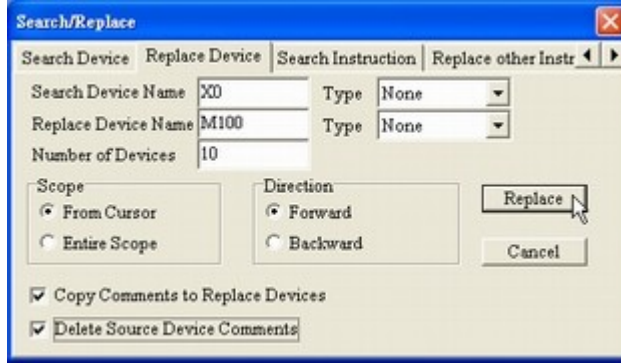 Search/Replace
Search Device Replace Device Search Instruction Replace other Instr
Search Device Name X0 Type None
Replace Device Name M100 Type None
Number of Devices 10
Scope Direction
From Cursor Forward Replace
Entire Scope Backward Cancel
Copy Comments to Replace Devices
Delete Source Device Comments